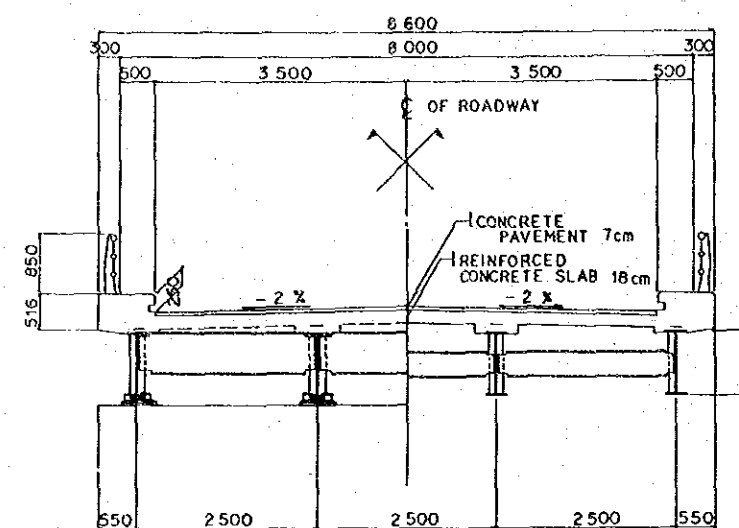 8 600
300 8 000 300
500 3 500 3 500 500
℄ OF ROADWAY
CONCRETE
PAVEMENT 7cm
REINFORCED
CONCRETE SLAB 18cm
850
516
250
- 2 %
- 2 %
550 2 500 2 500 2 500 550